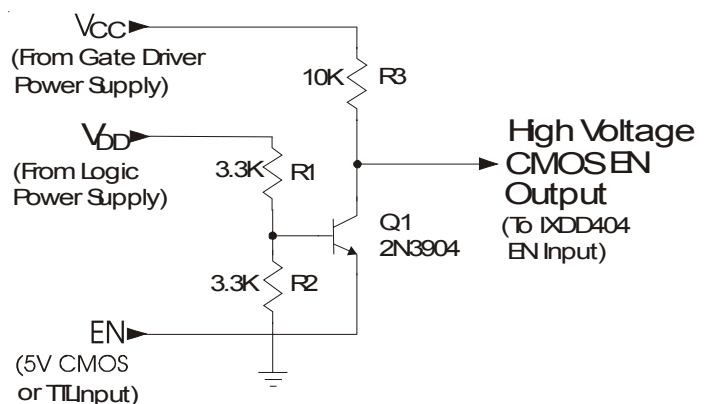 VCC
(From Gate Driver
Power Supply)
10K R3
VDD
(From Logic
Power Supply)
3.3K R1
High Voltage
CMOS EN
Output
(To IXDD404
EN Input)
Q1
2N3904
3.3K R2
EN
(5V CMOS
or TTL Input)